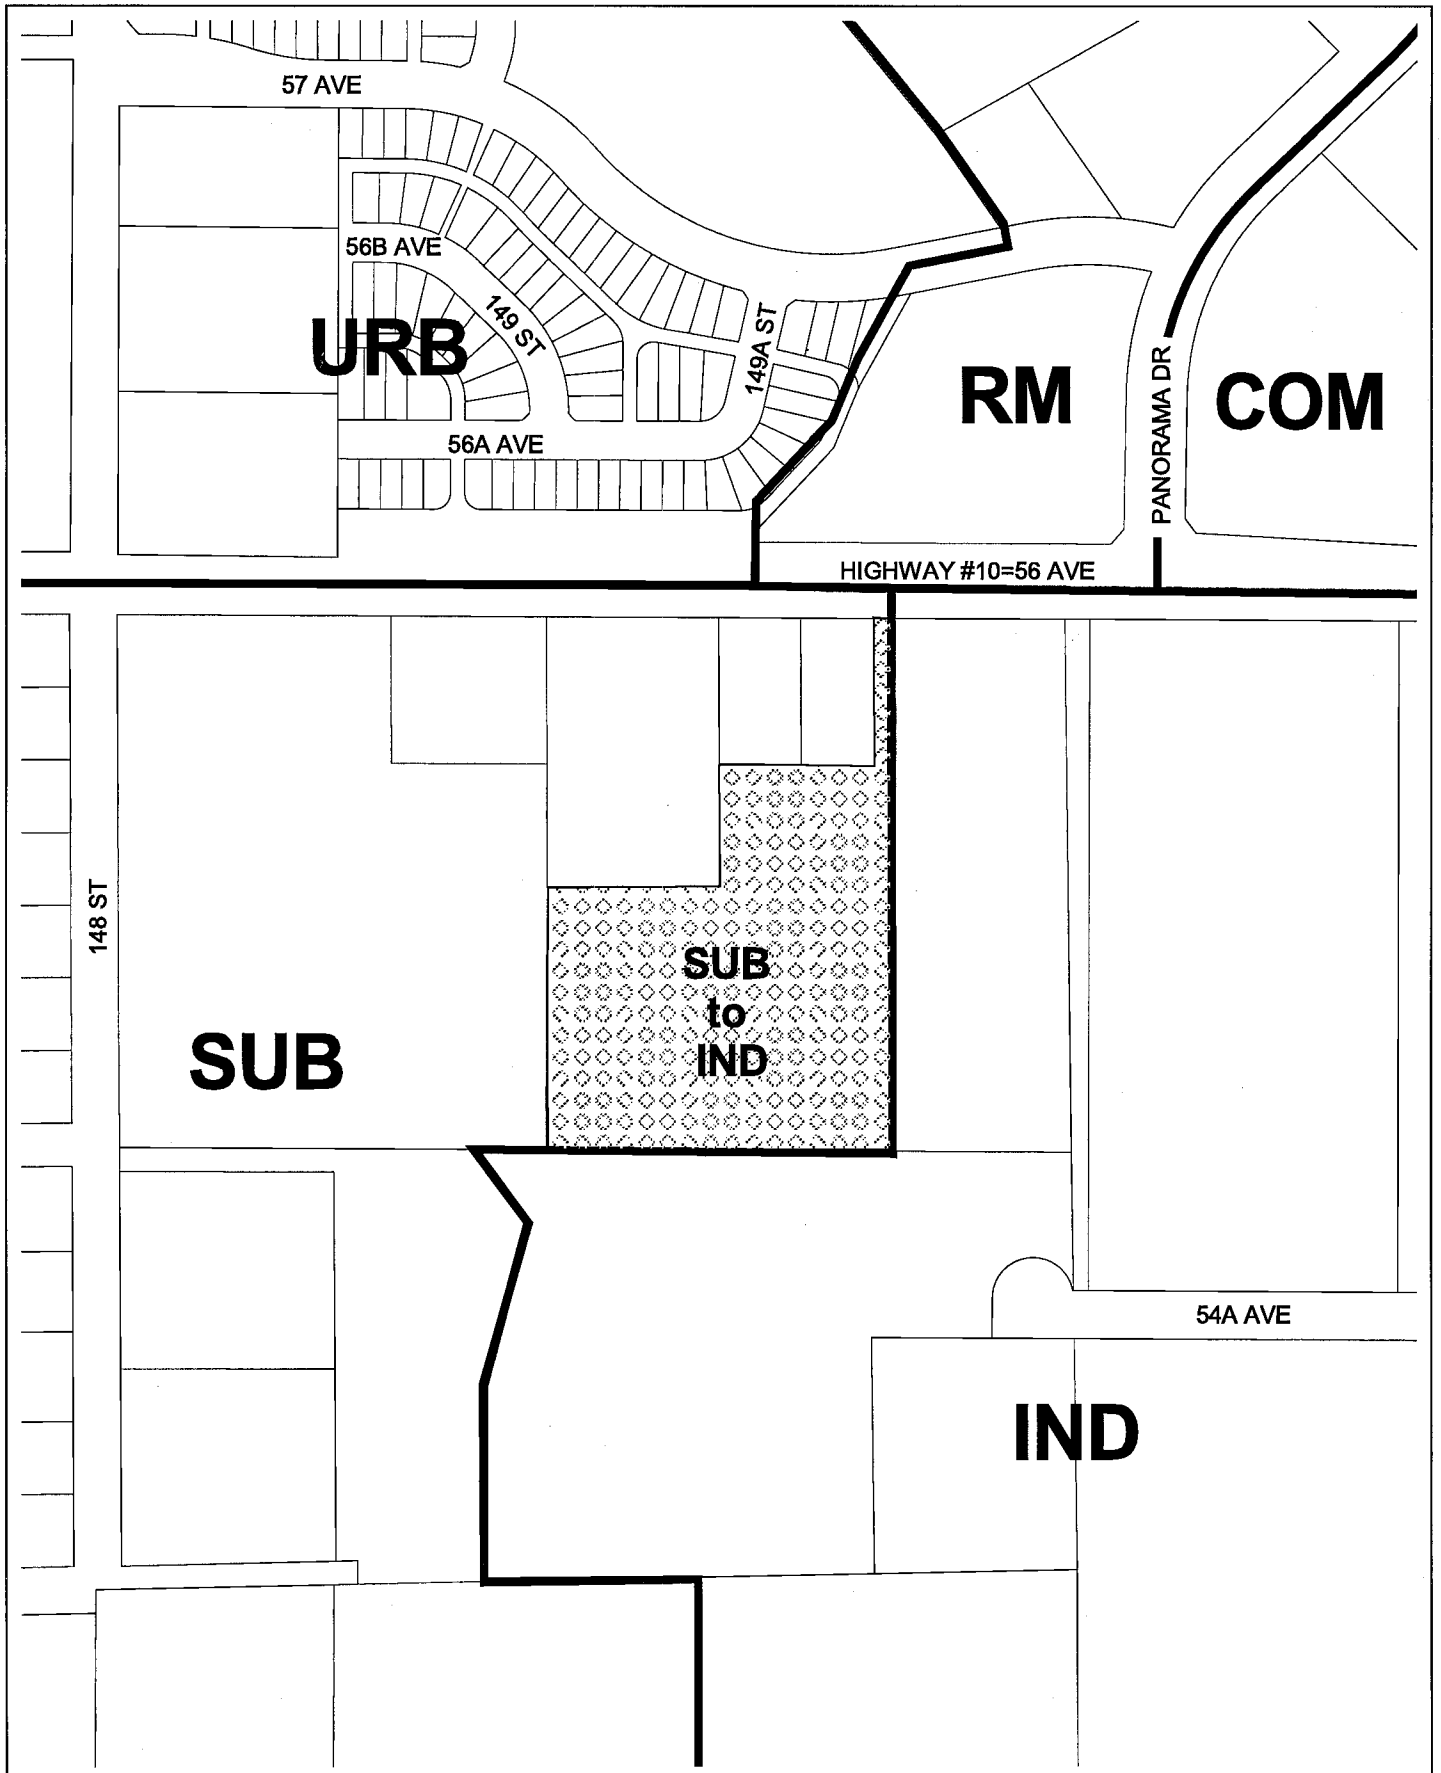 57 AVE
56B AVE
149 ST
URB
149A ST
RM
PANORAMA DR
COM
56A AVE
HIGHWAY #10=56 AVE
148 ST
SUB
to
IND
SUB
54A AVE
IND